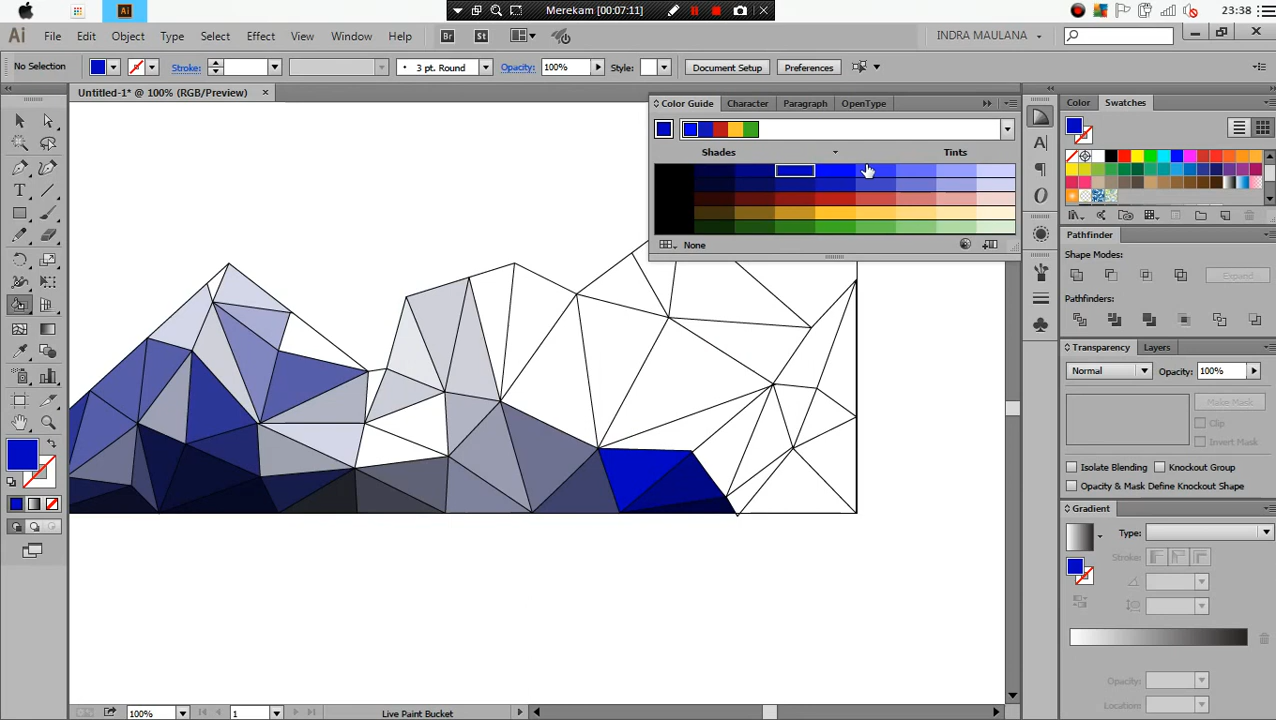 Merekam [00:07:11]
23:38
Ai
File Edit Object Type Select Effect View Window Help
Br
St
INDRA MAULANA
No Selection
Stroke:
3 pt. Round
Opacity: 100%
Style:
Document Setup
Preferences
Untitled-1* @ 100% (RGB/Preview)
Color Guide Character Paragraph OpenType
Shades
Tints
None
Color Swatches
Pathfinder
Shape Modes:
Expand
Pathfinders:
Transparency Layers
Normal
Opacity: 100%
Make Mask
Clip
Invert Mask
Isolate Blending
Knockout Group
Opacity & Mask Define Knockout Shape
Gradient
Type:
Stroke:
Opacity:
Location:
100%
1
Live Paint Bucket